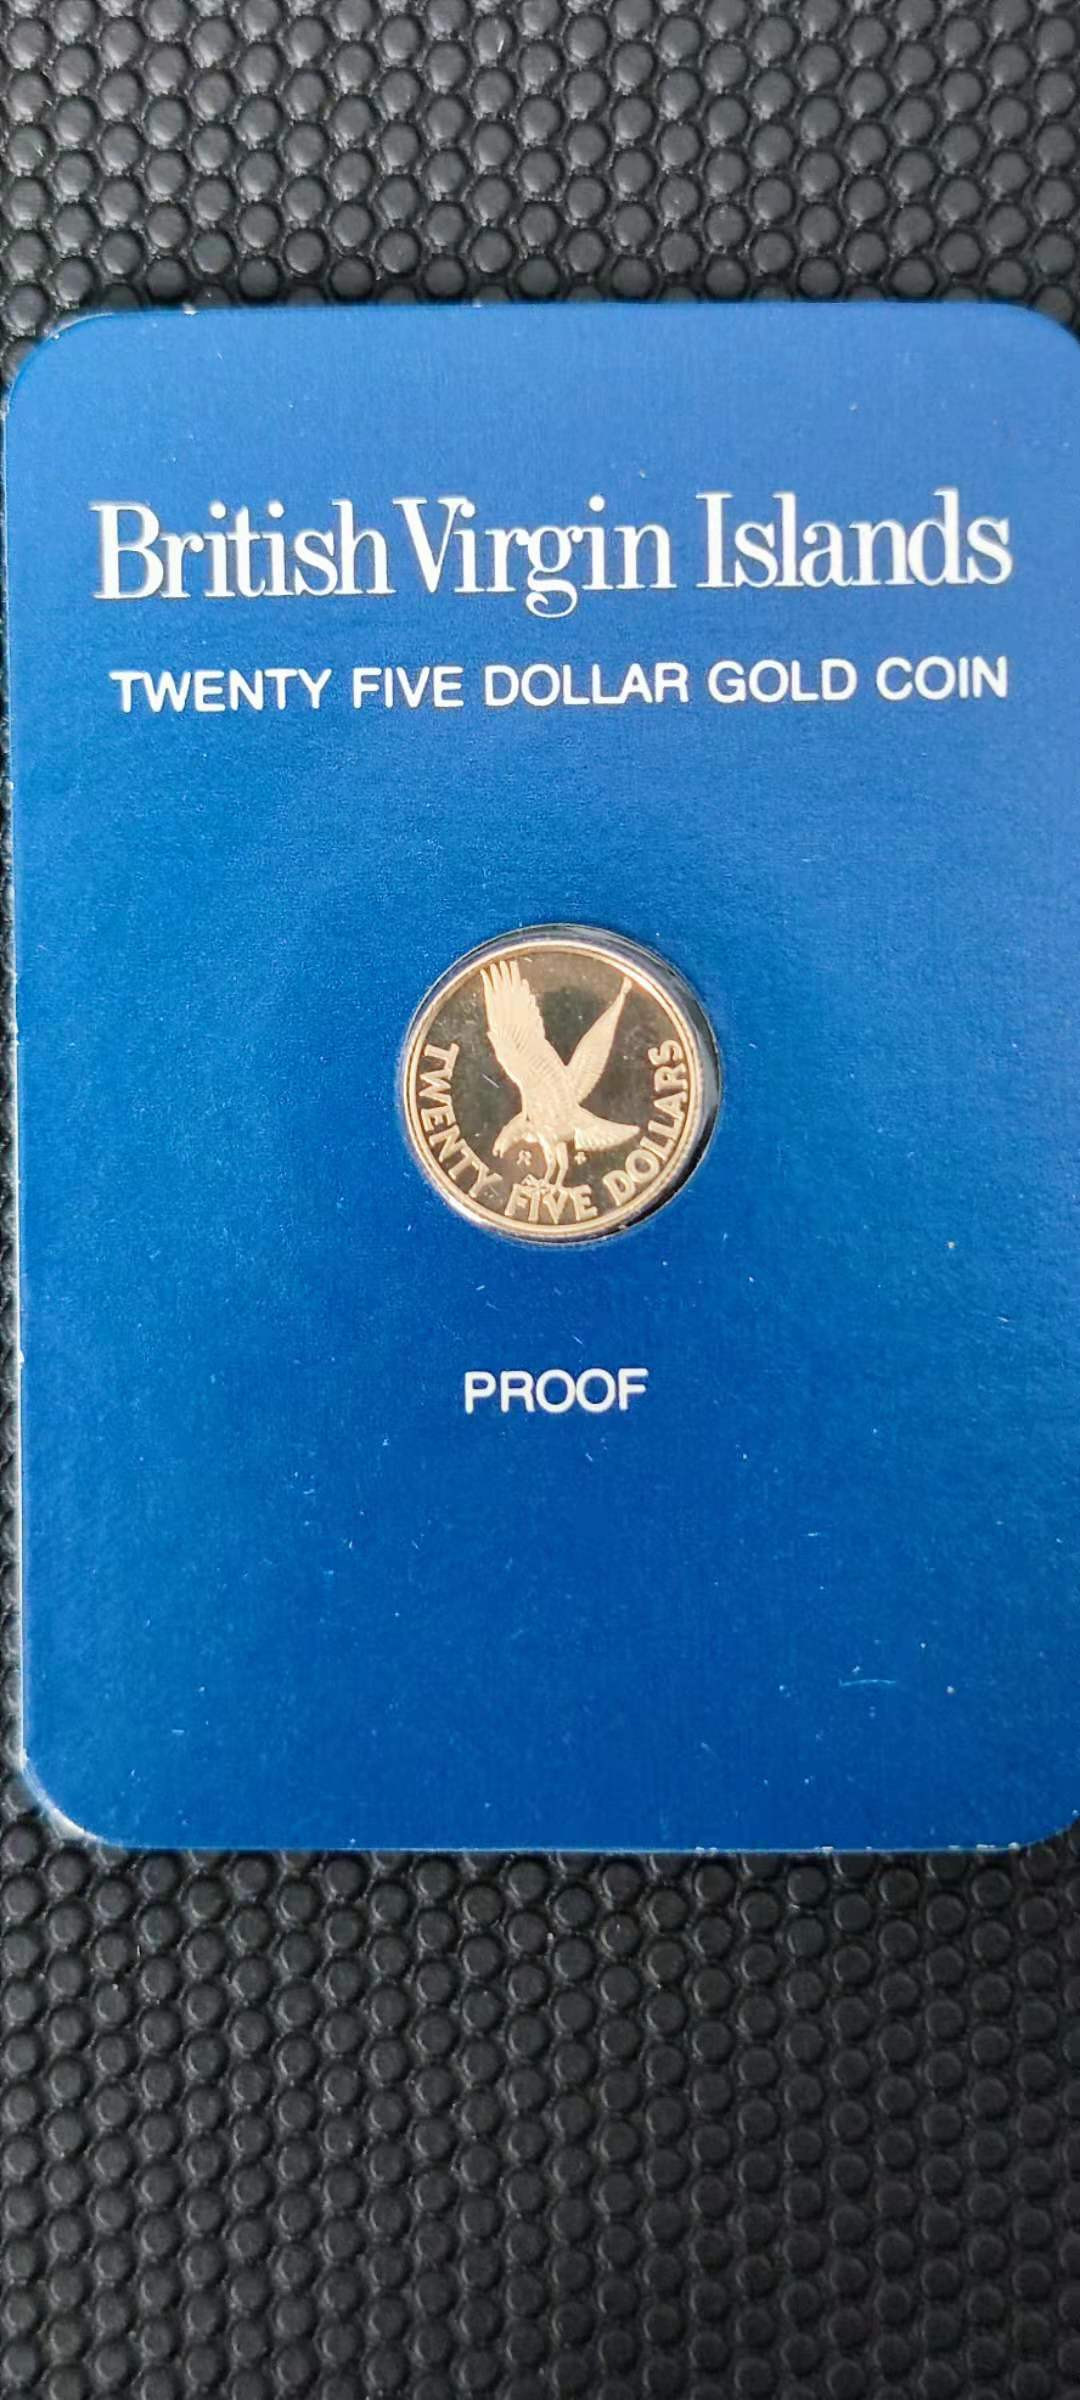 British Virgin Islands
TWENTY FIVE DOLLAR GOLD COIN
TWENTY FIVE DOLLARS
PROOF